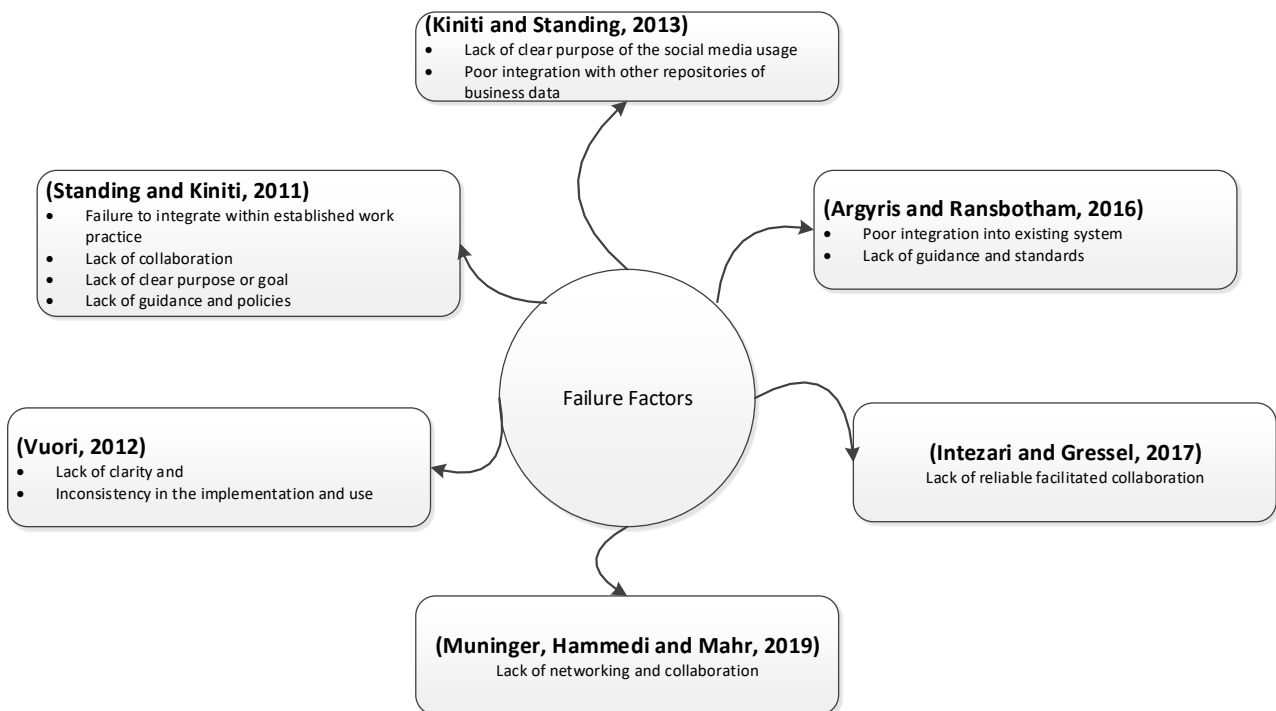 (Kiniti and Standing, 2013)
• Lack of clear purpose of the social media usage
• Poor integration with other repositories of
business data
(Standing and Kiniti, 2011)
• Failure to integrate within established work
practice
• Lack of collaboration
• Lack of clear purpose or goal
• Lack of guidance and policies
(Argyris and Ransbotham, 2016)
• Poor integration into existing system
• Lack of guidance and standards
Failure Factors
(Vuori, 2012)
• Lack of clarity and
• Inconsistency in the implementation and use
(Intezari and Gressel, 2017)
Lack of reliable facilitated collaboration
(Muninger, Hammedi and Mahr, 2019)
Lack of networking and collaboration